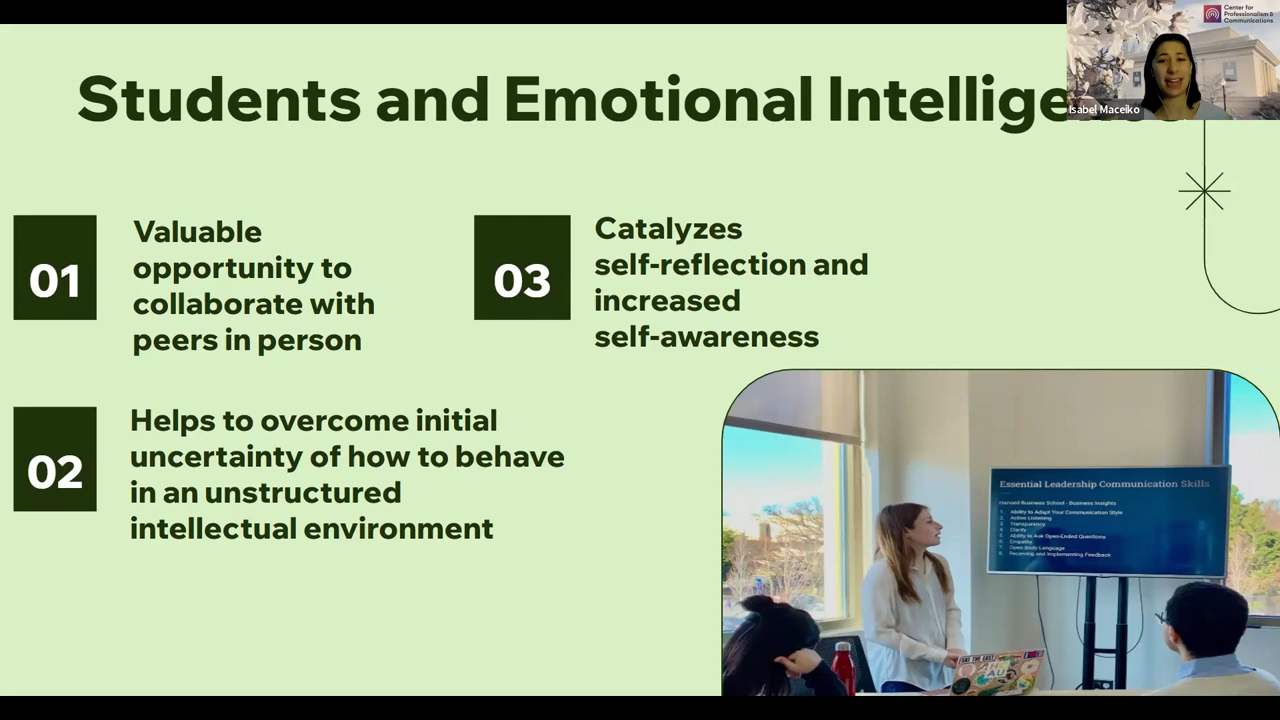 Students and Emotional Intellige
Center for
Professionalism &
Communications
Isabel Maceiko
01
Valuable
opportunity to
collaborate with
peers in person
02
Helps to overcome initial
uncertainty of how to behave
in an unstructured
intellectual environment
03
Catalyzes
self-reflection and
increased
self-awareness
Essential Leadership Communication Skills
Harvard Business School - Business Insights
1. Ability to Adapt Your Communication Style
2. Active Listening
3. Transparency
4. Clarity
5. Ability to Ask Open-Ended Questions
6. Empathy
7. Open Body Language
8. Receiving and Implementing Feedback